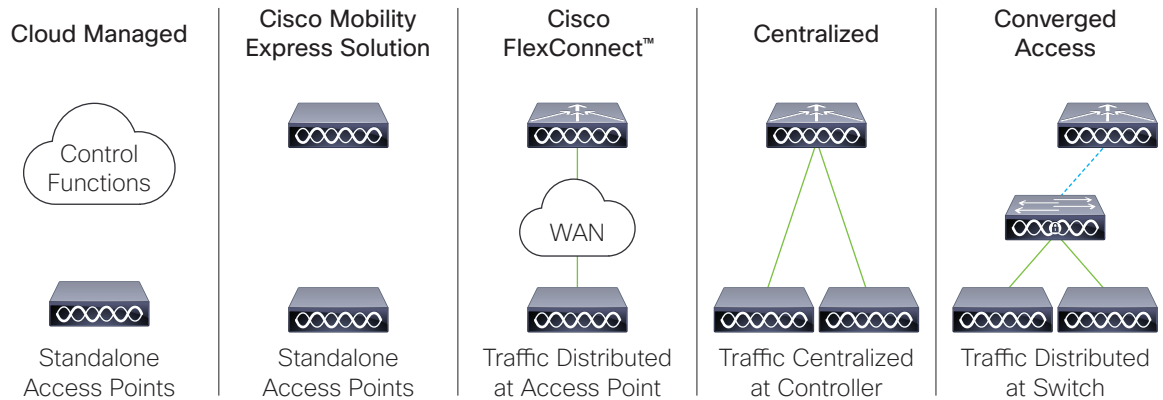 Cloud Managed
Control
Functions
Standalone
Access Points
Cisco Mobility
Express Solution
Standalone
Access Points
Cisco
FlexConnect™
WAN
Traffic Distributed
at Access Point
Centralized
Traffic Centralized
at Controller
Converged
Access
Traffic Distributed
at Switch